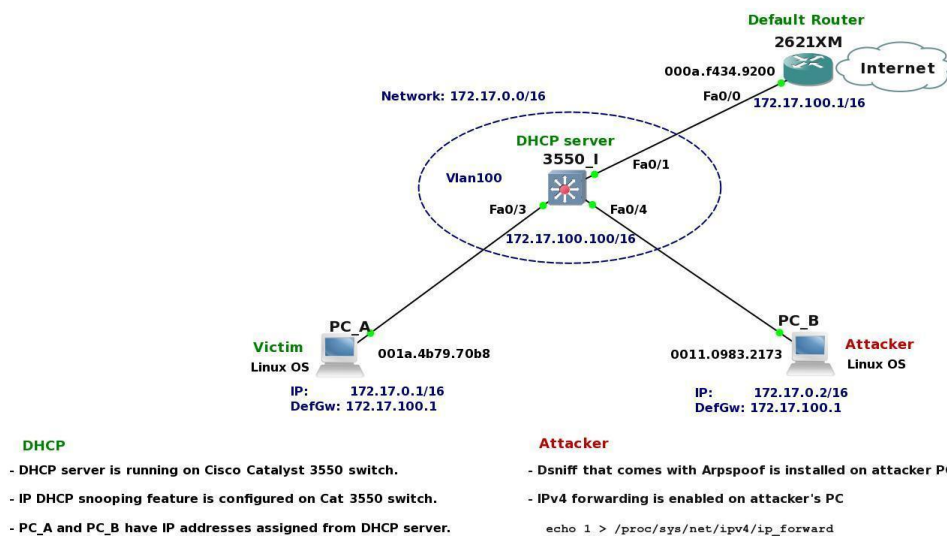 Default Router
2621XM
Internet
000a.f434.9200
Fa0/0
172.17.100.1/16
Network: 172.17.0.0/16
DHCP server
3550_I
Fa0/1
Vlan100
Fa0/3
Fa0/4
172.17.100.100/16
PC_A
Victim
Linux OS
001a.4b79.70b8
IP: 172.17.0.1/16
DefGw: 172.17.100.1
PC_B
0011.0983.2173
Attacker
Linux OS
IP: 172.17.0.2/16
DefGw: 172.17.100.1
DHCP
- DHCP server is running on Cisco Catalyst 3550 switch.
- IP DHCP snooping feature is configured on Cat 3550 switch.
- PC_A and PC_B have IP addresses assigned from DHCP server.
Attacker
- Dsniff that comes with Arpspoof is installed on attacker PC
- IPv4 forwarding is enabled on attacker's PC
echo 1 > /proc/sys/net/ipv4/ip_forward